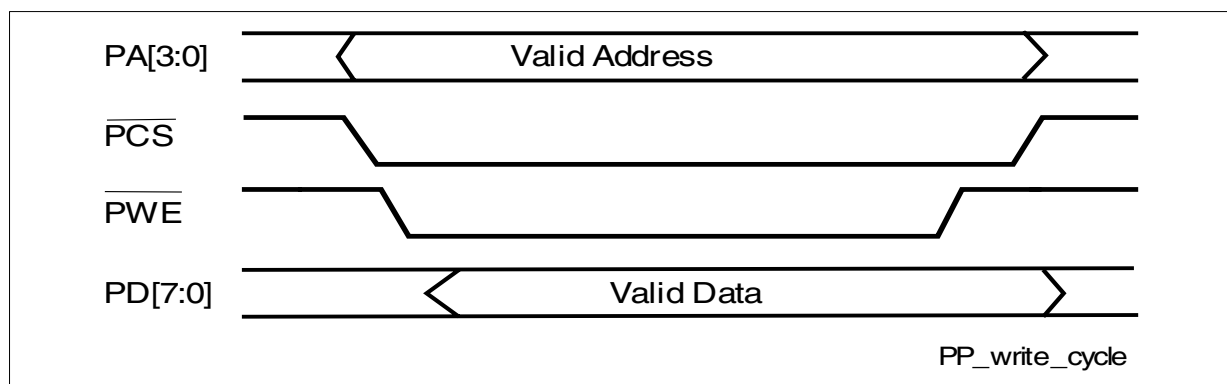 PA[3:0] Valid Address
PCS
PWE
PD[7:0] Valid Data
PP_write_cycle